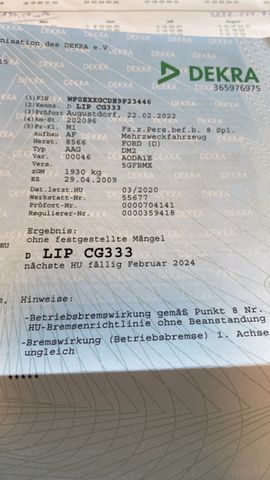 nisation des DEKRA e.V.
DEKRA
365976975
(1)FIN WF0XXXGCDX9P23446
(2)Kennz. D LIP CG333
(3)Prüfort Augustdorf, 22.02.2022
(4)km-St. 202096
(5)Fz.-Kl. M1 Fz.z.Pers.bef.b. 8 Spl.
Aufbau AF Mehrzweckfahrzeug
Herst. 8566 FORD (D)
Typ AAG DM2
Var. 00046 AODA1E
Vers. 5GFBMX
zGM 1930 kg
EZ 29.04.2009
Dat.letzt.HU 03/2020
Werkstatt-Nr. 55677
Prüfort-Nr. 0000704141
Regulierer-Nr. 0000359418
Ergebnis:
ohne festgestellte Mängel
D LIP CG333
nächste HU fällig Februar 2024
e, Hinweise:
-Betriebsbremswirkung gemäß Punkt 8 Nr.
HU-Bremsenrichtlinie ohne Beanstandung
-Bremswirkung (Betriebsbremse) 1. Achse
ungleich
*****